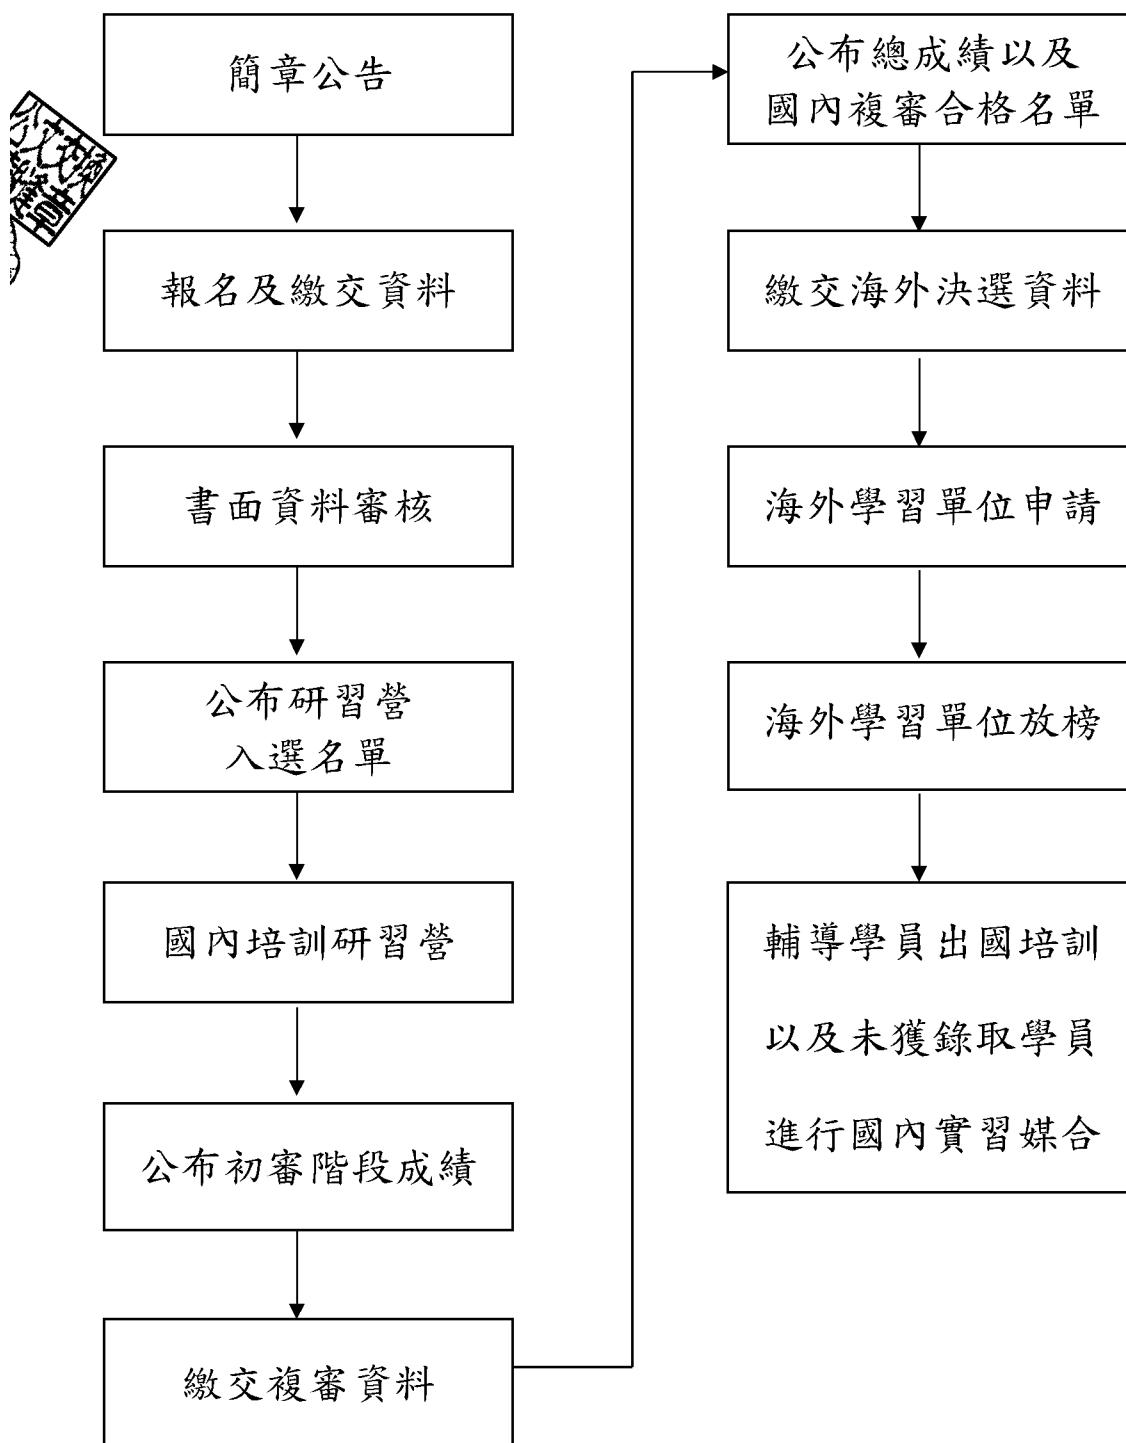 簡章公告
報名及繳交資料
書面資料審核
公布研習營
入選名單
國內培訓研習營
公布初審階段成績
繳交複審資料
公布總成績以及
國內複審合格名單
繳交海外決選資料
海外學習單位申請
海外學習單位放榜
輔導學員出國培訓
以及未獲錄取學員
進行國內實習媒合